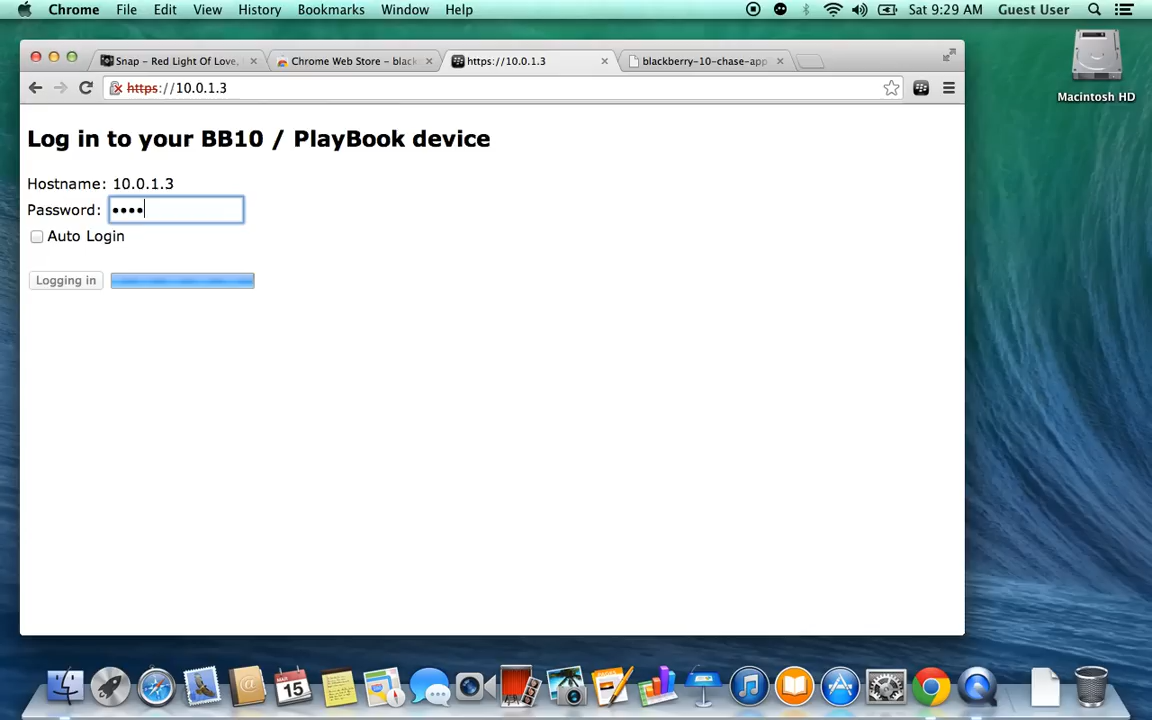 Chrome File Edit View History Bookmarks Window Help Sat 9:29 AM Guest User
Snap – Red Light Of Love, Chrome Web Store – black https://10.0.1.3 blackberry-10-chase-app
https://10.0.1.3
Macintosh HD
Log in to your BB10 / PlayBook device
Hostname: 10.0.1.3
Password: ••••
Auto Login
Logging in
MAR
15